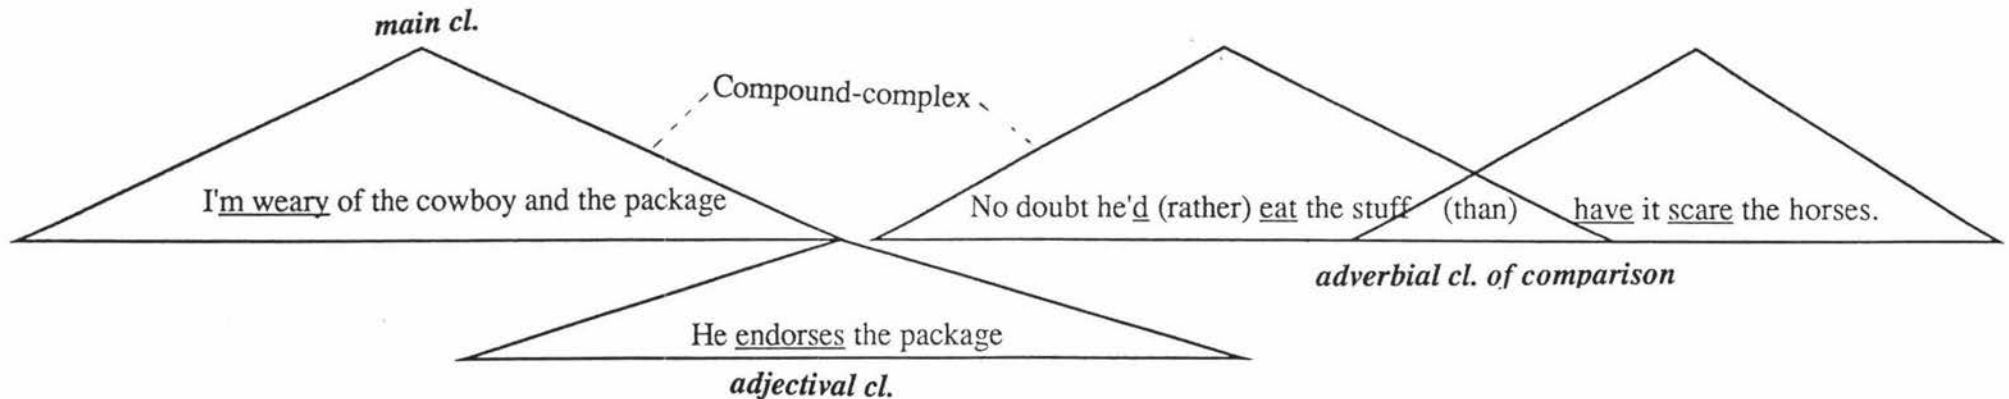 main cl.
Compound-complex
I'm weary of the cowboy and the package
No doubt he'd (rather) eat the stuff (than) have it scare the horses.
adverbial cl. of comparison
He endorses the package
adjectival cl.